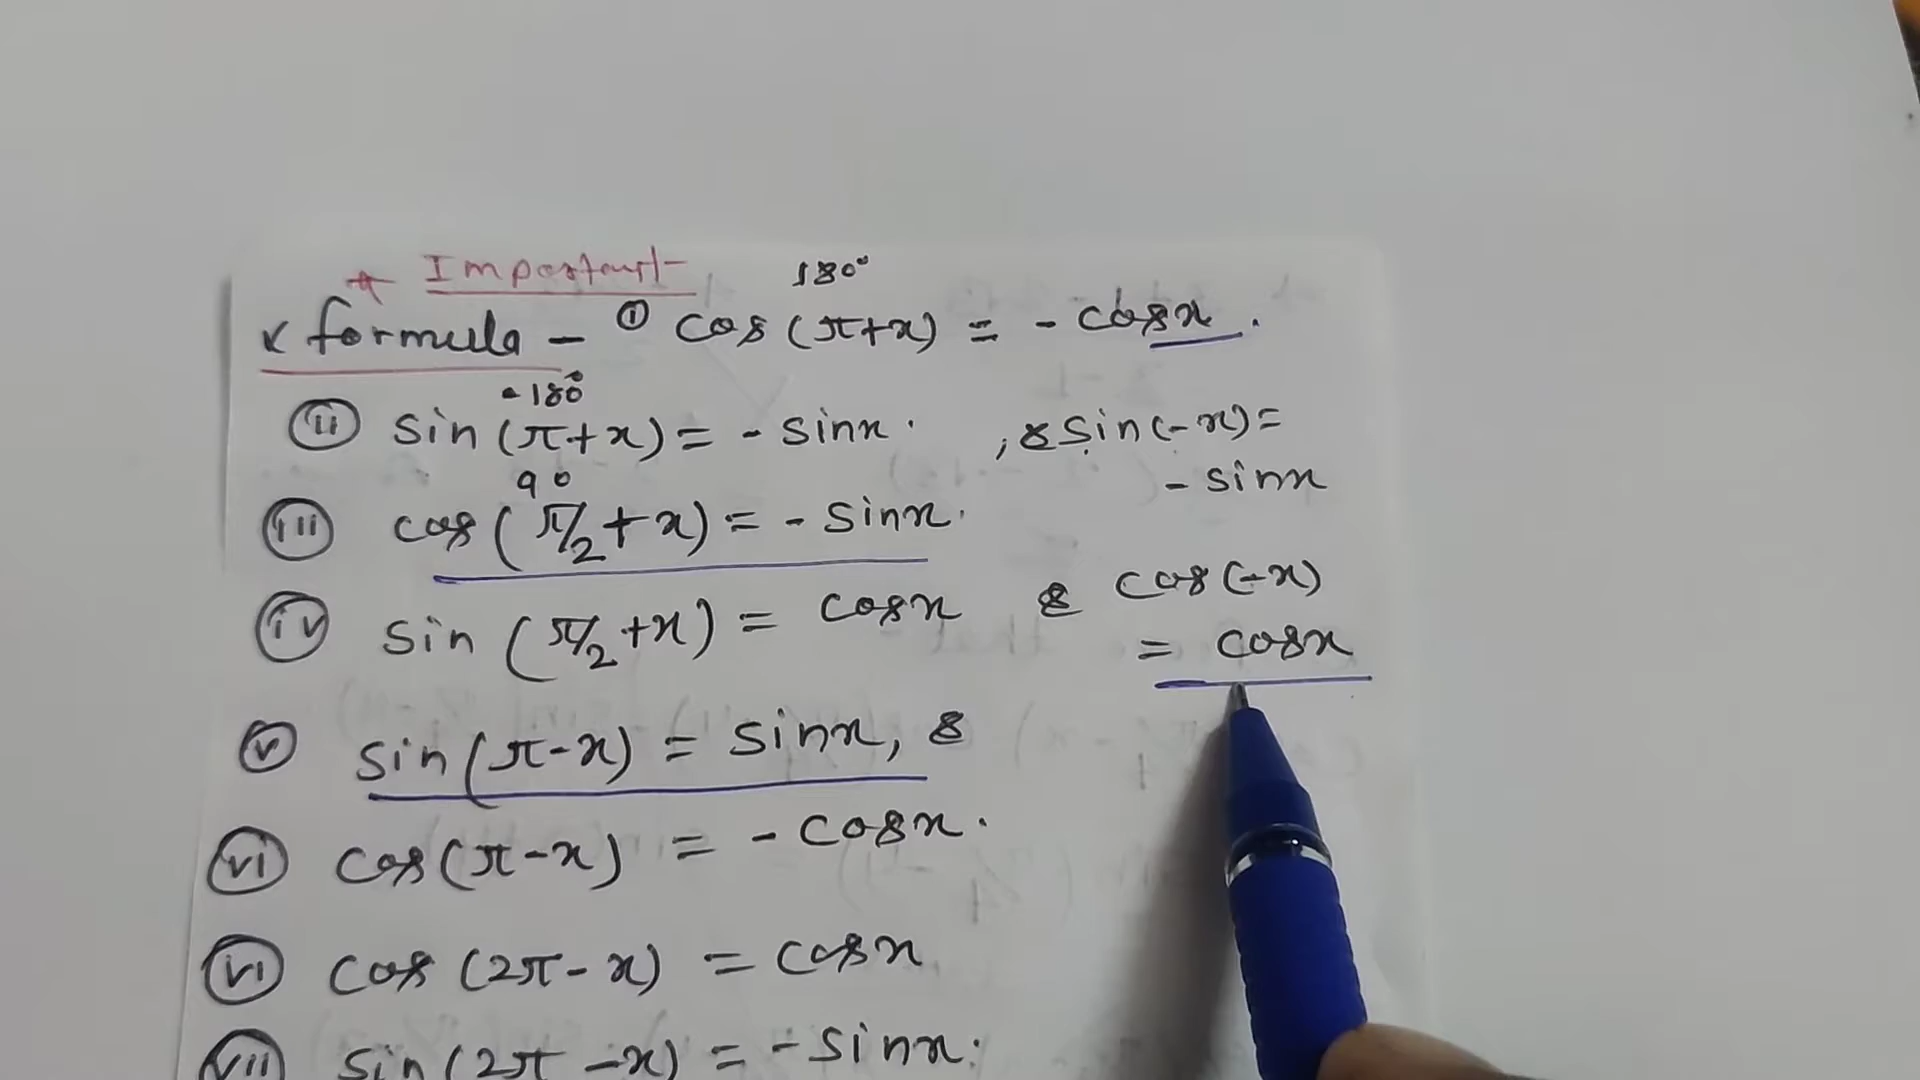 * Important
180°
✓ formula – ① cos(π+x) = - cosx.
-180°
ⓘⓘ sin(π+x) = - sinx. , & sin(-x) =
- sinx
90
ⓘⓘⓘ cos(π/2+x) = - sinx.
(iv) sin(π/2+x) = cosx & cos(-x)
= cosx
(v) sin(π-x) = sinx, &
(vi) cos(π-x) = - cosx.
(vi) cos(2π-x) = cosx
(vii) sin(2π-x) = - sinx.